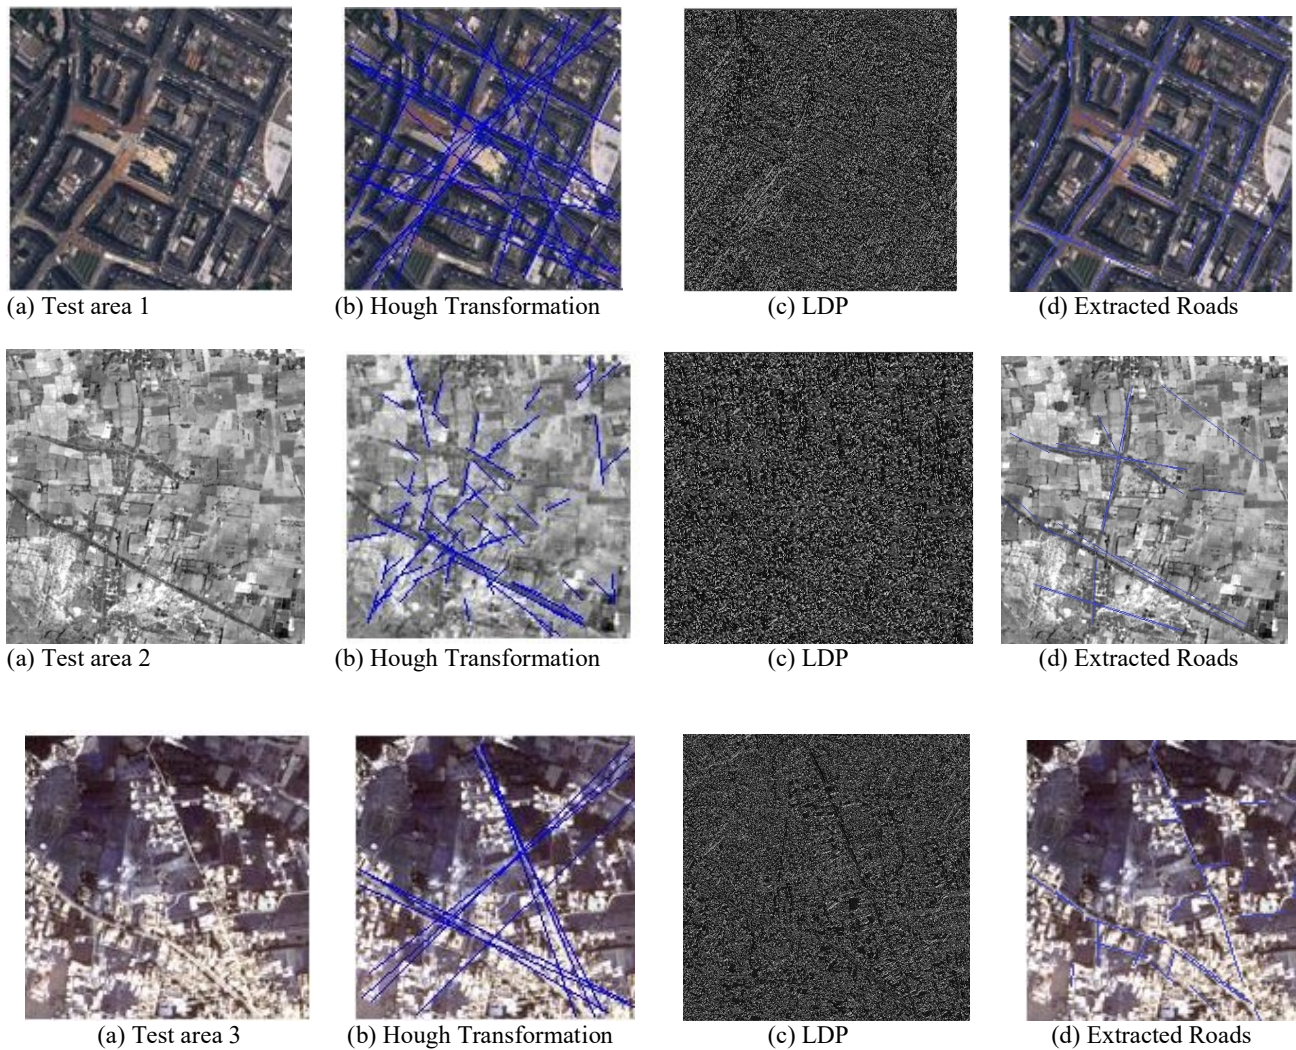 (a) Test area 1 (b) Hough Transformation (c) LDP (d) Extracted Roads
(a) Test area 2 (b) Hough Transformation (c) LDP (d) Extracted Roads
(a) Test area 3 (b) Hough Transformation (c) LDP (d) Extracted Roads